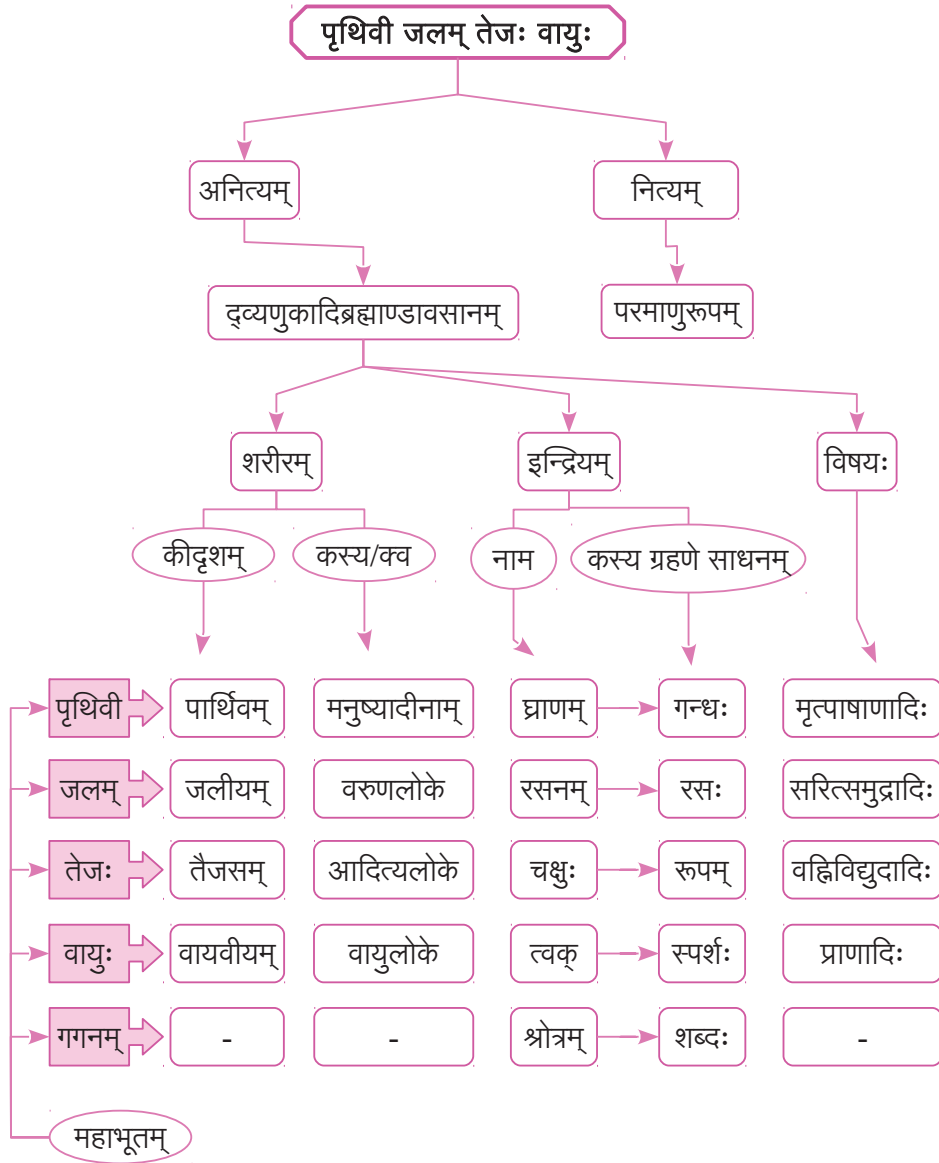 पृथिवी जलम् तेजः वायुः
अनित्यम् नित्यम्
द्व्यणुकादिब्रह्माण्डावसानम् परमाणुरूपम्
शरीरम् इन्द्रियम् विषयः
कीदृशम् कस्य/क्व नाम कस्य ग्रहणे साधनम्
पृथिवी पार्थिवम् मनुष्यादीनाम् घ्राणम् गन्धः मृत्पाषाणादिः
जलम् जलीयम् वरुणलोके रसनम् रसः सरित्समुद्रादिः
तेजः तैजसम् आदित्यलोके चक्षुः रूपम् वह्निविद्युदादिः
वायुः वायवीयम् वायुलोके त्वक् स्पर्शः प्राणादिः
गगनम् - - श्रोत्रम् शब्दः -
महाभूतम्